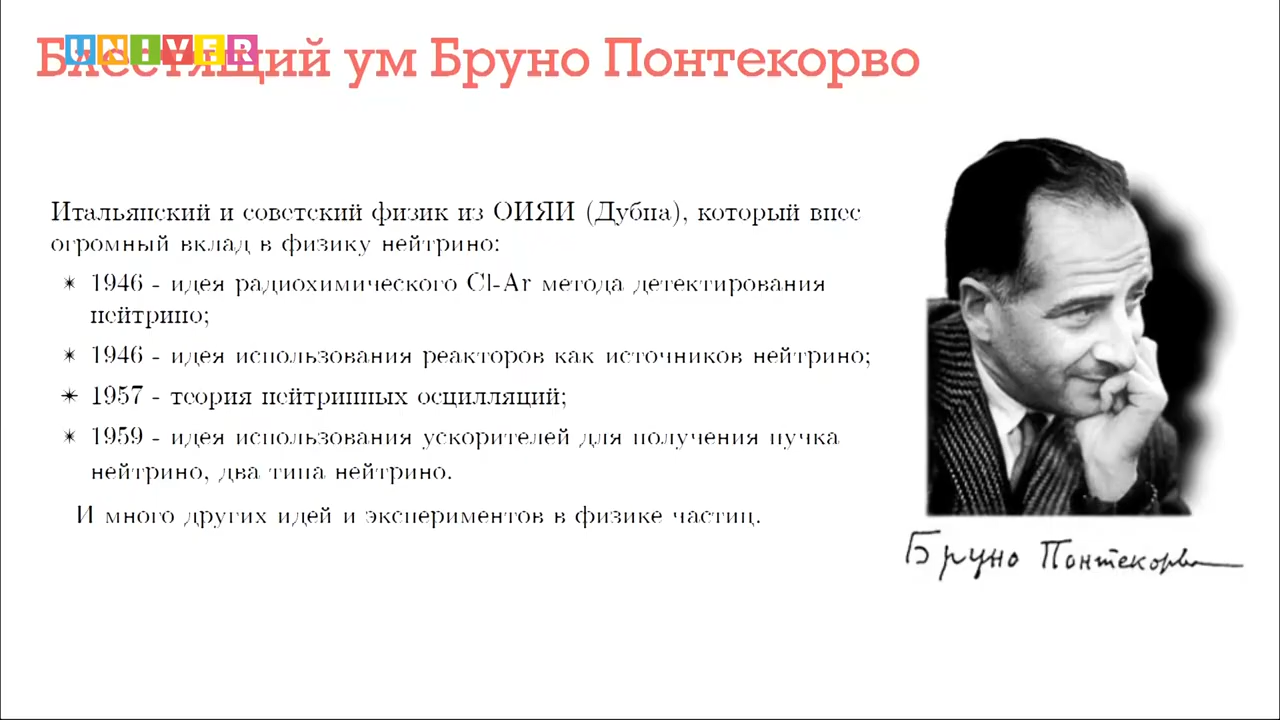 UNIVER
Блестящий ум Бруно Понтекорво
Итальянский и советский физик из ОИЯИ (Дубна), который внес
огромный вклад в физику нейтрино:
✴ 1946 - идея радиохимического Cl-Ar метода детектирования
нейтрино;
✴ 1946 - идея использования реакторов как источников нейтрино;
✴ 1957 - теория нейтринных осцилляций;
✴ 1959 - идея использования ускорителей для получения пучка
нейтрино, два типа нейтрино.
И много других идей и экспериментов в физике частиц.
Бруно Понтекорво